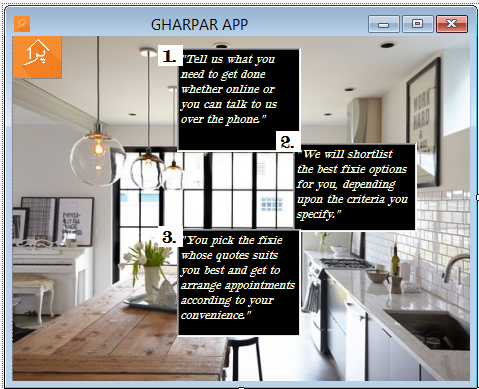 GHARPAR APP
1.
"Tell us what you
need to get done
whether online or
you can talk to us
over the phone."
2.
"We will shortlist
the best fixie options
for you, depending
upon the criteria you
specify."
3.
"You pick the fixie
whose quotes suits
you best and get to
arrange appointments
according to your
convenience."
WORK
HARD
&